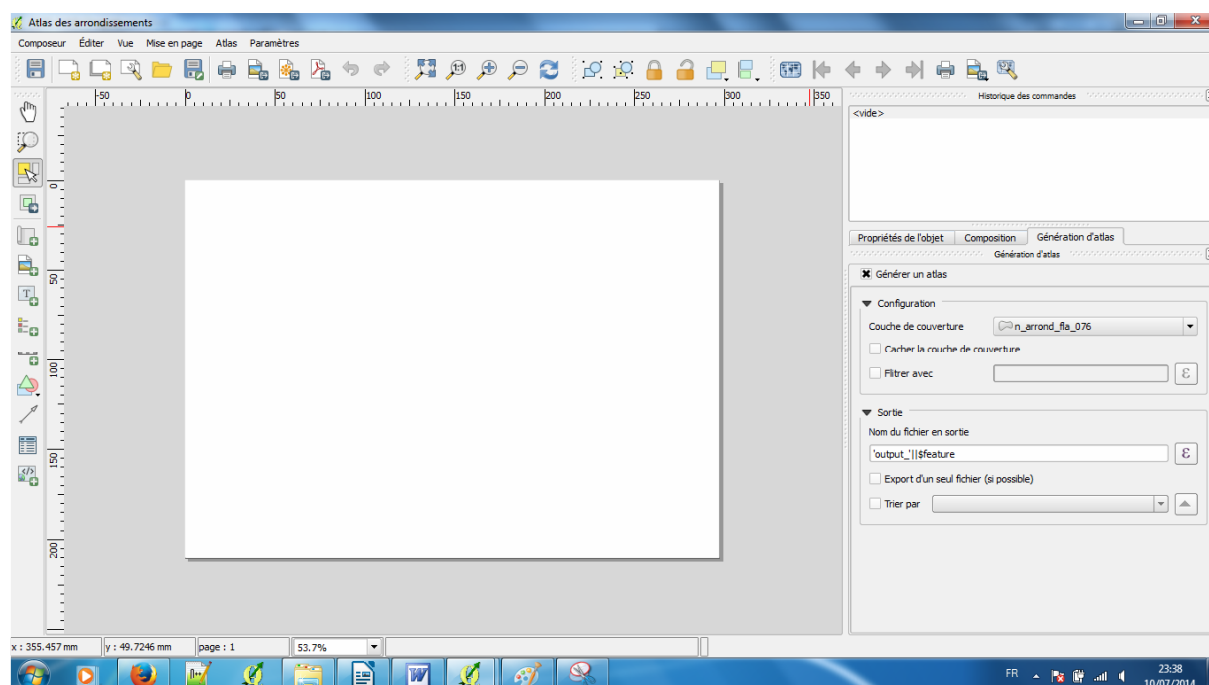 Atlas des arrondissements
Composeur Éditer Vue Mise en page Atlas Paramètres
-50 0 50 100 150 200 250 300 350
0
50
100
150
200
Historique des commandes
<vide>
Propriétés de l'objet Composition Génération d'atlas
Génération d'atlas
Générer un atlas
Configuration
Couche de couverture n_arrond_fla_076
Cacher la couche de couverture
Flitrer avec
ε
Sortie
Nom du fichier en sortie
'output_'||$feature
ε
Export d'un seul fichier (si possible)
Trier par
x : 355.457 mm y : 49.7246 mm page : 1 53.7%
FR 23:38
10/07/2014